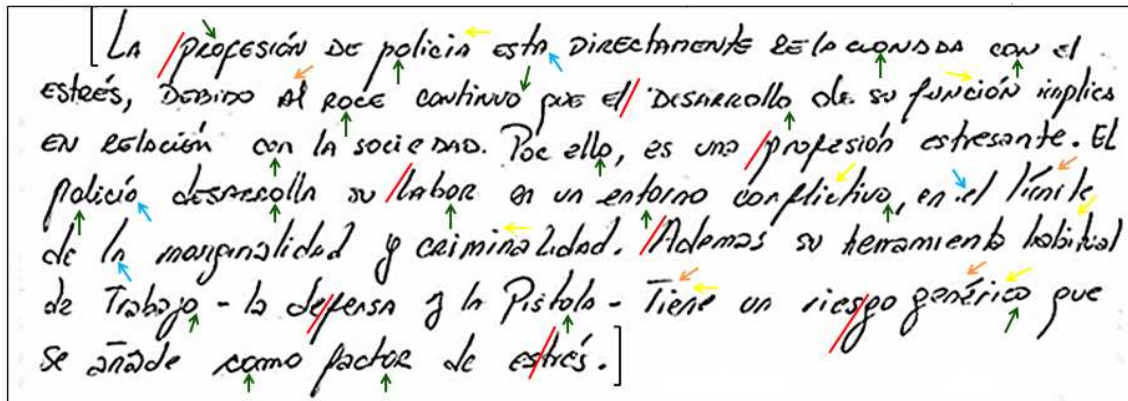 [LA PROFESIÓN DE policia esta DIRECTAMENTE RELACIONADA con el
estrés, DEBIDO Al ROCE continuo que el DESARROLLO de su función implica
EN RELACIÓN con LA SOCIEDAD. Por ello, es una profesión estresante. El
policía desarrolla su LABOR en un entorno conflictivo, en el límite
de la marginalidad y criminalidad. Ademas su herramienta habitual
de Trabajo - la defensa y la Pistola - Tiene un riesgo genérico que
se añade como factor de estrés.]